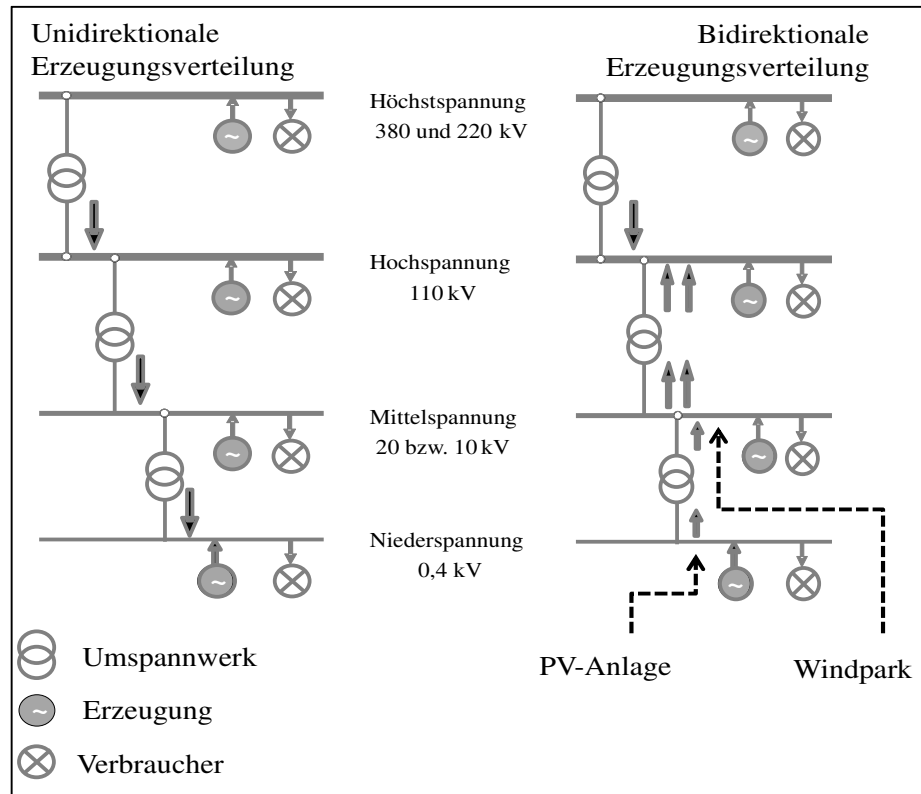 Unidirektionale
Erzeugungsverteilung
Bidirektionale
Erzeugungsverteilung
Höchstspannung
380 und 220 kV
Hochspannung
110 kV
Mittelspannung
20 bzw. 10 kV
Niederspannung
0,4 kV
PV-Anlage
Windpark
Umspannwerk
Erzeugung
Verbraucher